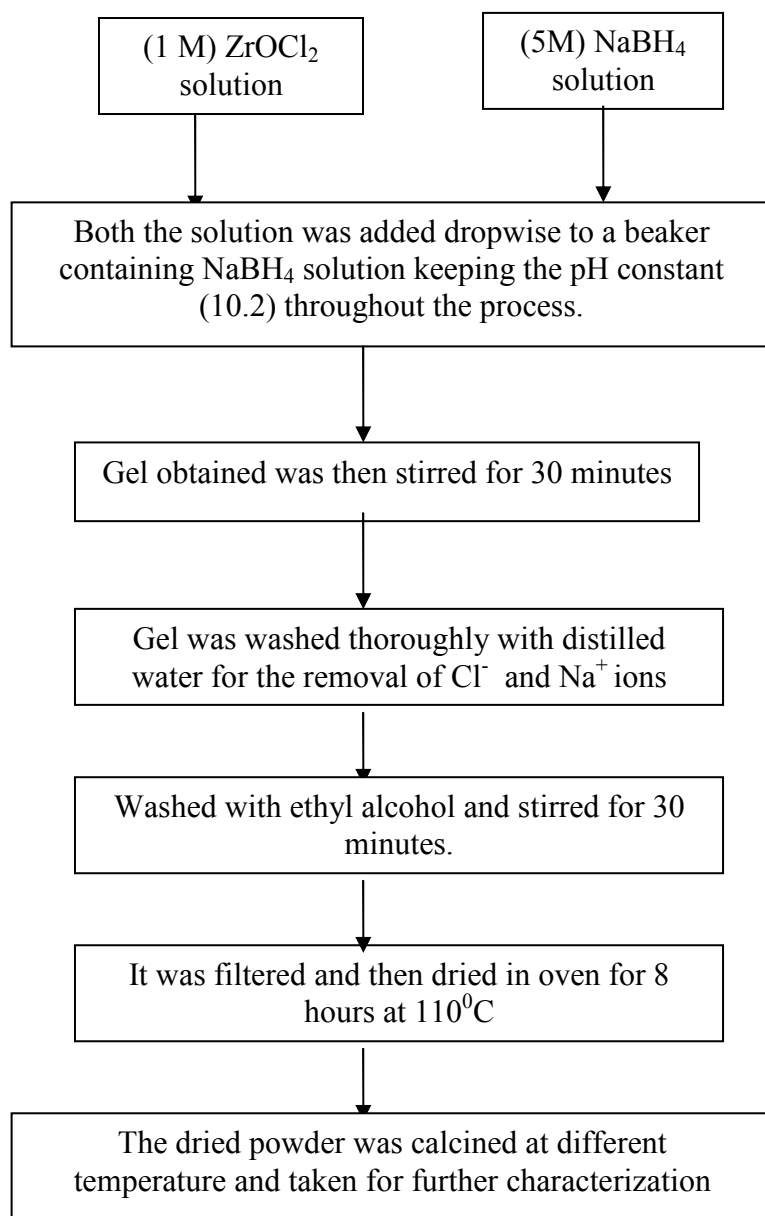 (1 M) ZrOCl₂
solution
(5M) NaBH₄
solution
Both the solution was added dropwise to a beaker
containing NaBH₄ solution keeping the pH constant
(10.2) throughout the process.
Gel obtained was then stirred for 30 minutes
Gel was washed thoroughly with distilled
water for the removal of Cl⁻ and Na⁺ ions
Washed with ethyl alcohol and stirred for 30
minutes.
It was filtered and then dried in oven for 8
hours at 110⁰C
The dried powder was calcined at different
temperature and taken for further characterization